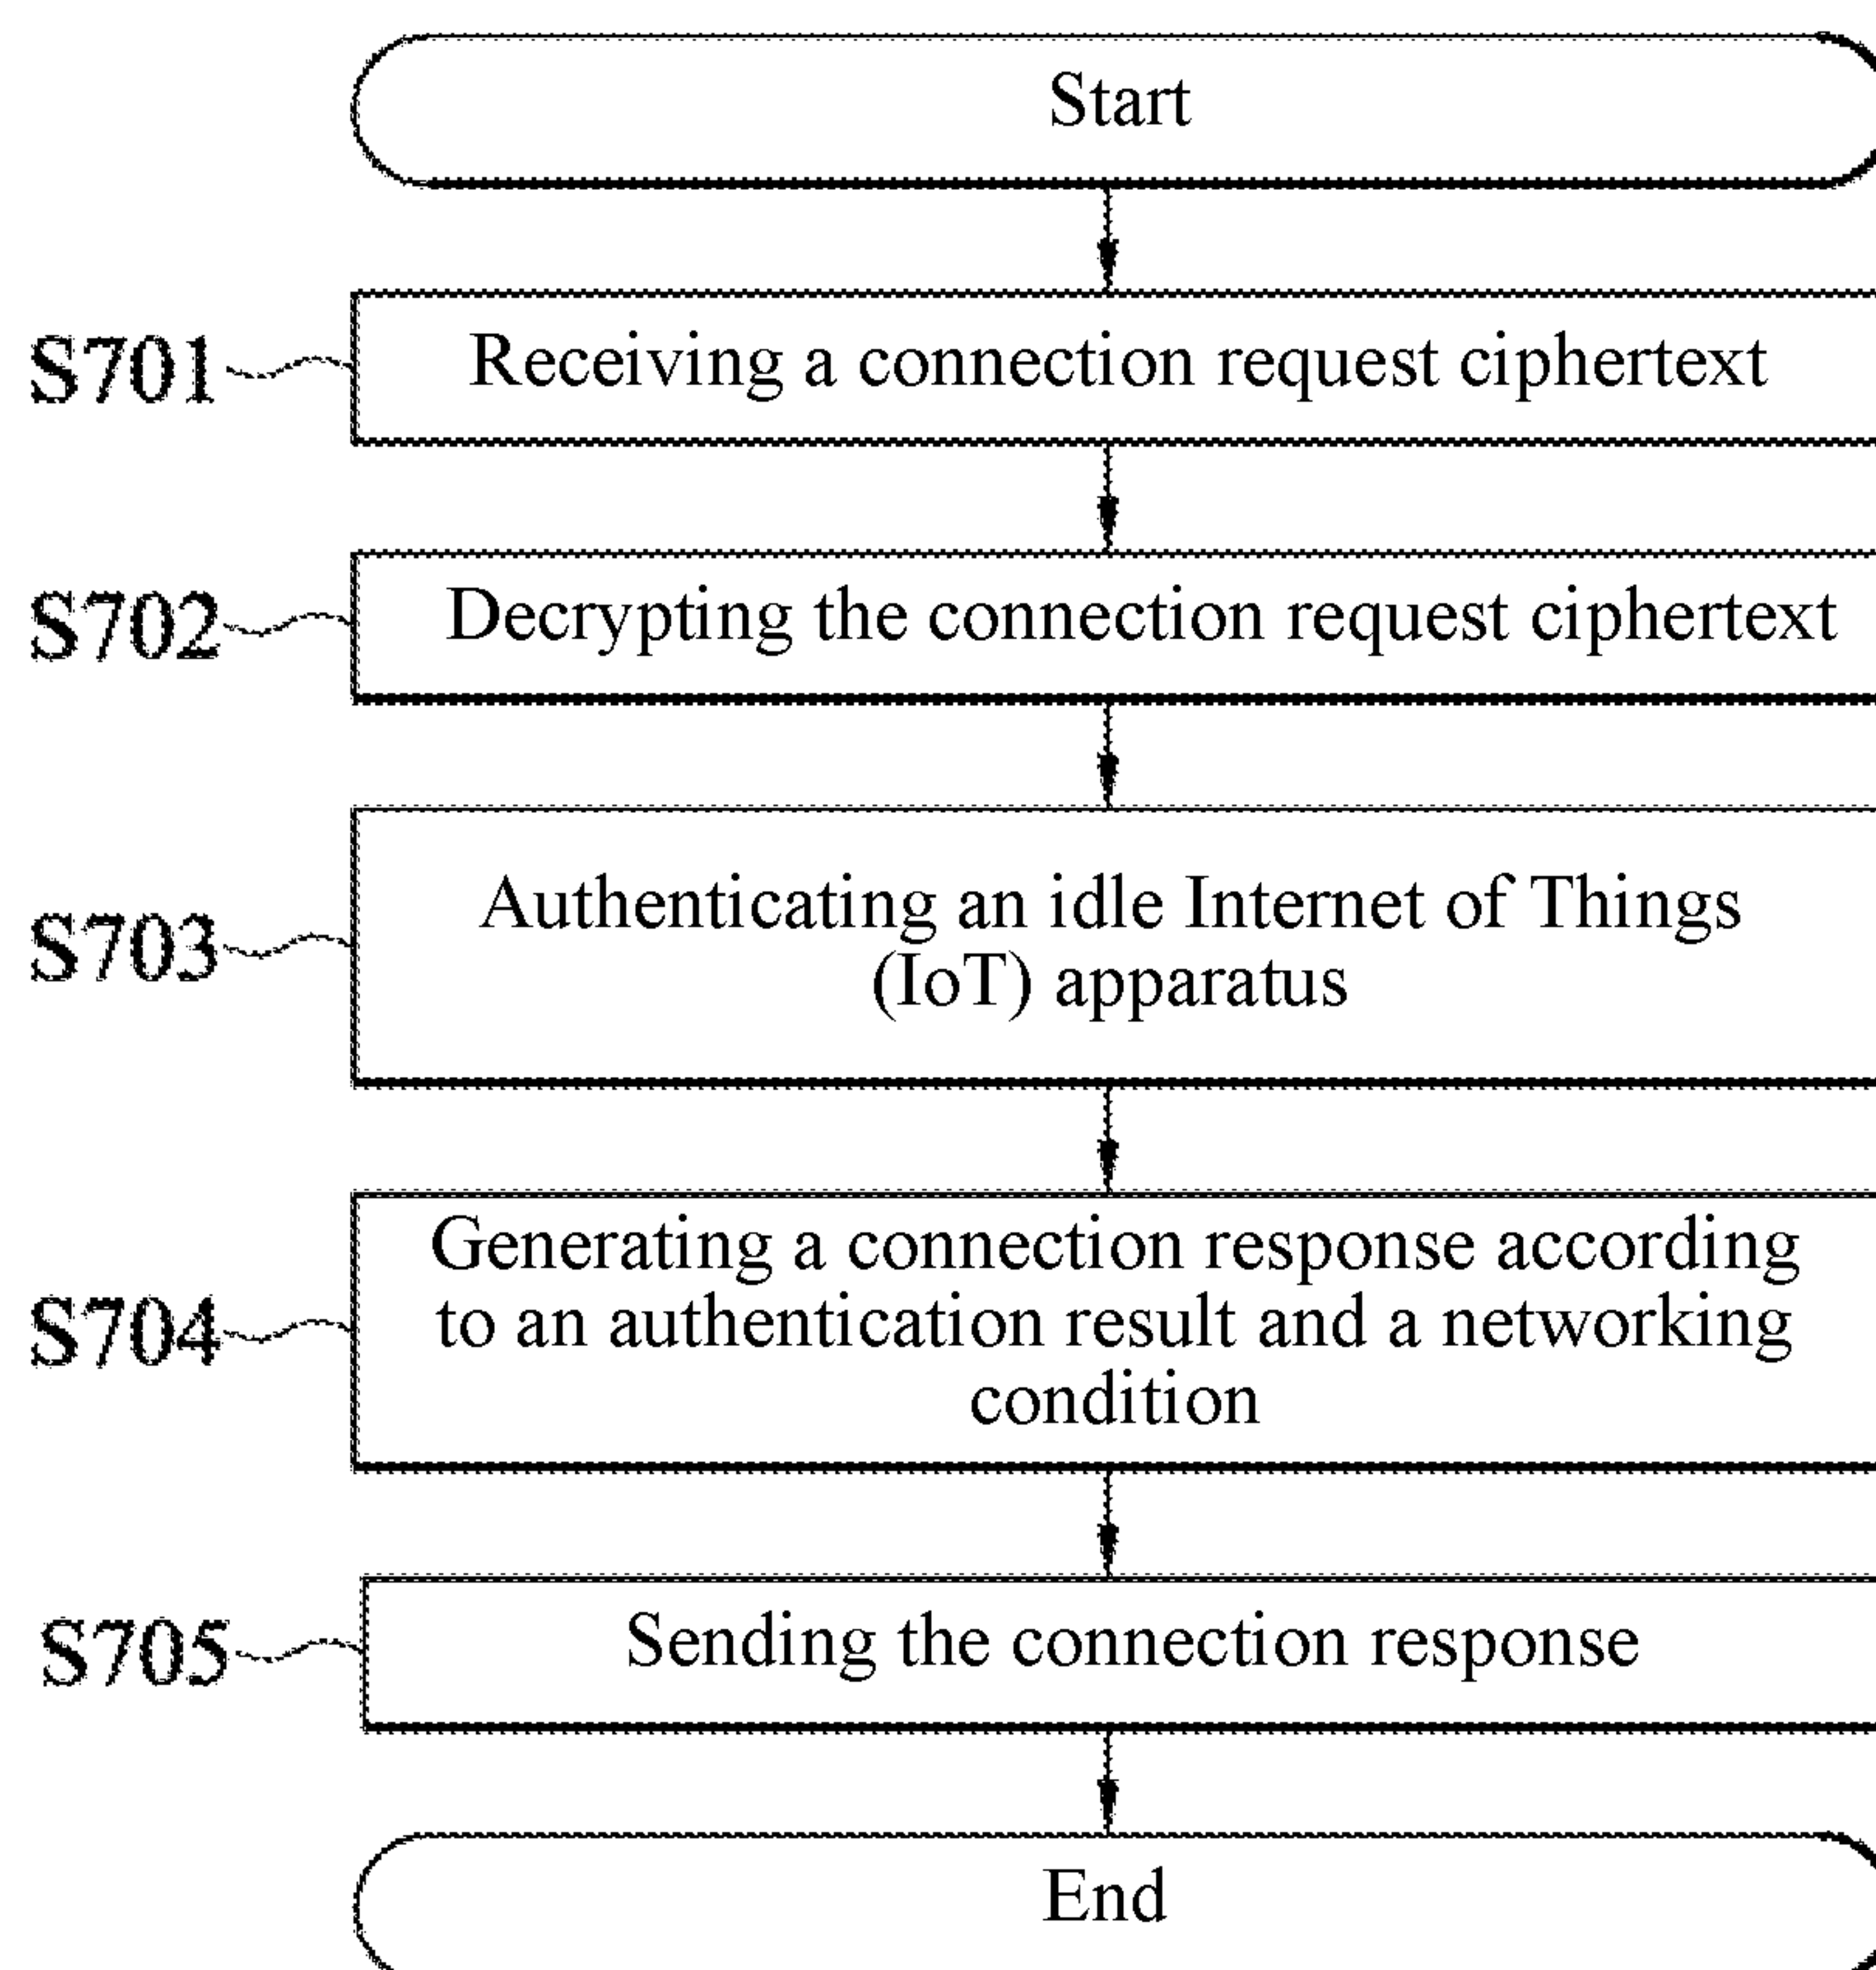 Start
S701
Receiving a connection request ciphertext
S702
Decrypting the connection request ciphertext
S703
Authenticating an idle Internet of Things
(IoT) apparatus
S704
Generating a connection response according
to an authentication result and a networking
condition
S705
Sending the connection response
End